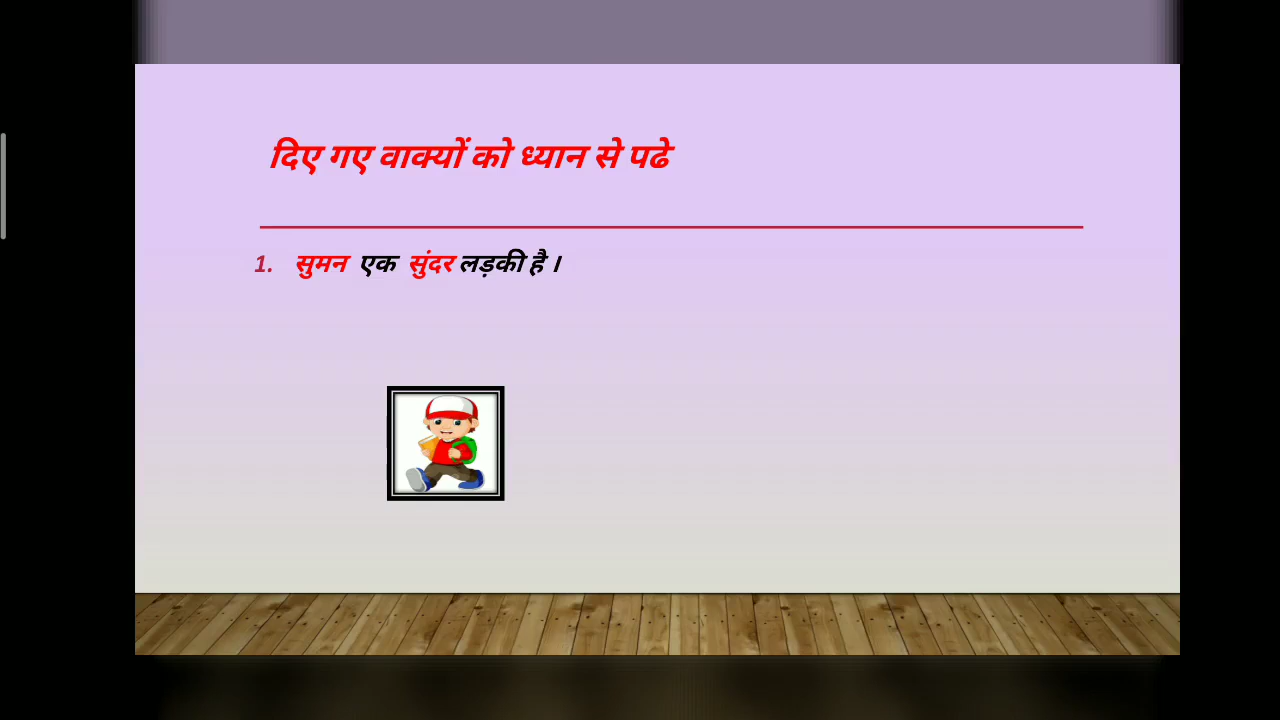 दिए गए वाक्यों को ध्यान से पढे
1. सुमन एक सुंदर लड़की है ।